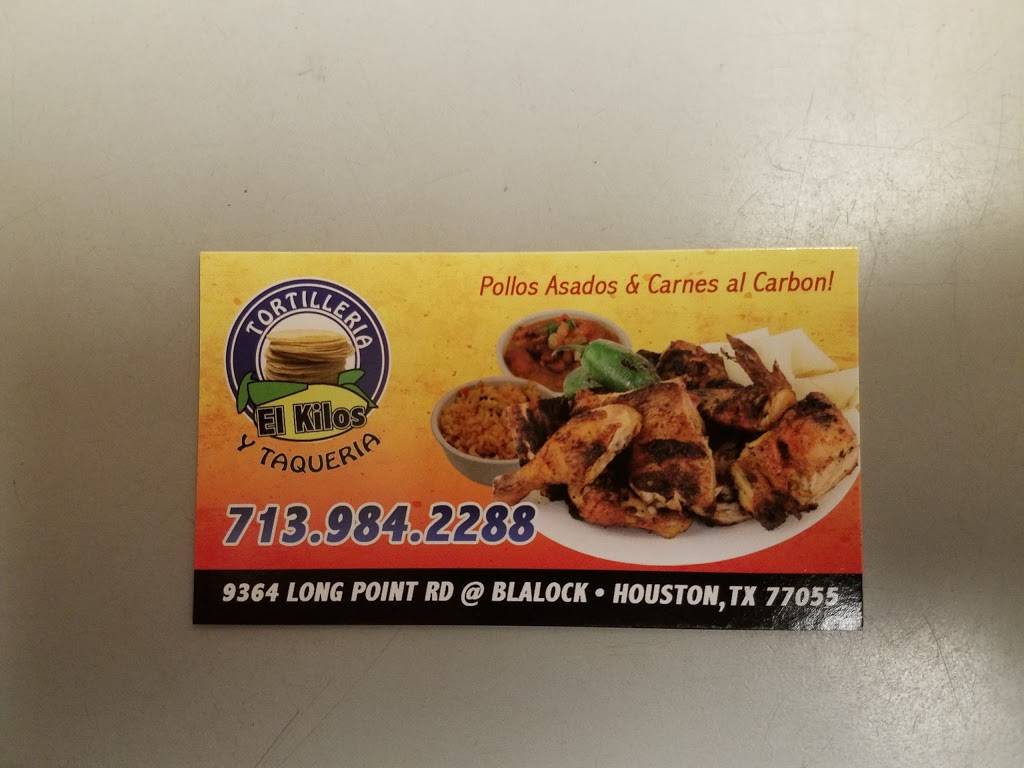 TORTILLERIA
El Kilos
Y TAQUERIA
Pollos Asados & Carnes al Carbon!
713.984.2288
9364 LONG POINT RD @ BLALOCK • HOUSTON, TX 77055